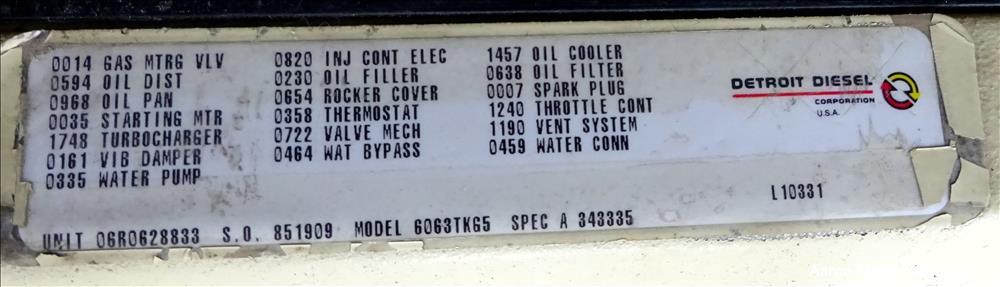 0014 GAS MTRG VLV 0820 INJ CONT ELEC 1457 OIL COOLER
0594 OIL DIST 0230 OIL FILLER 0638 OIL FILTER
0968 OIL PAN 0654 ROCKER COVER 0007 SPARK PLUG
0035 STARTING MTR 0358 THERMOSTAT 1240 THROTTLE CONT
1748 TURBOCHARGER 0722 VALVE MECH 1190 VENT SYSTEM
0161 VIB DAMPER 0464 WAT BYPASS 0459 WATER CONN
0335 WATER PUMP
DETROIT DIESEL
CORPORATION
U.S.A.
L10331
UNIT 06R0628833 S.O. 851909 MODEL 6063TKG5 SPEC A 343335